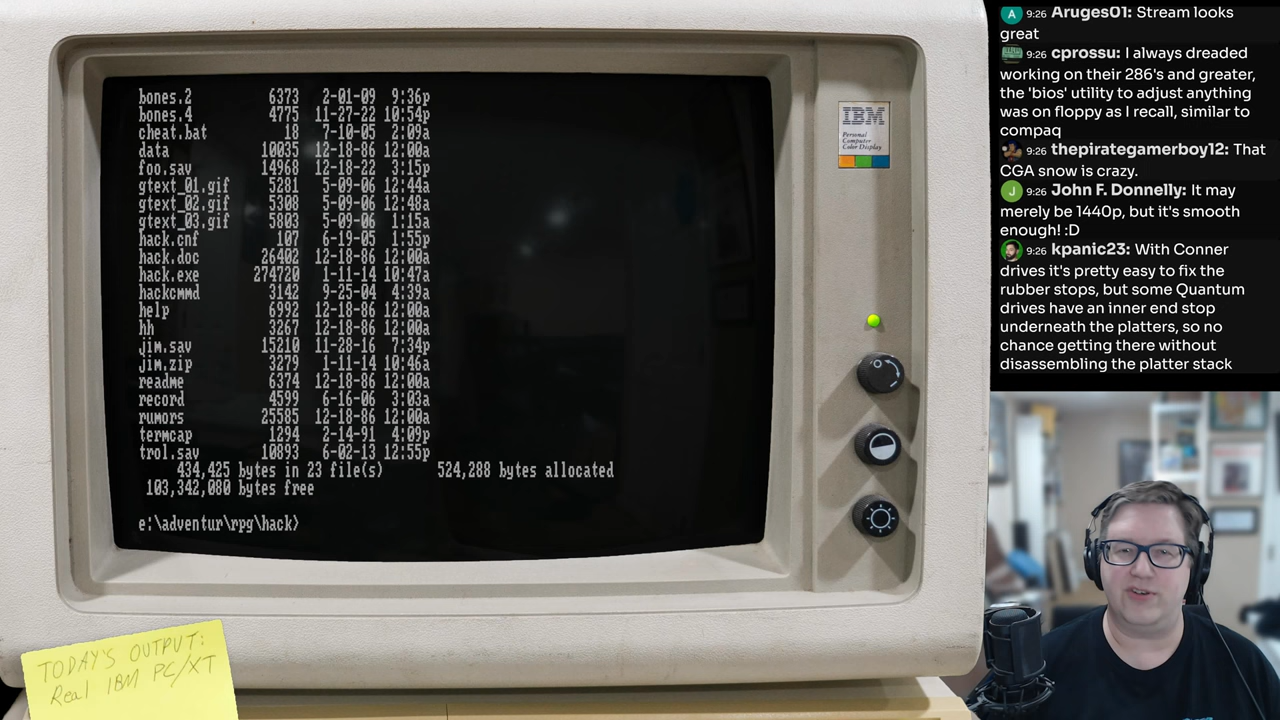 bones.2 6373 2-01-09 9:36p
bones.4 4775 11-27-22 10:54p
cheat.bat 18 7-10-05 2:09a
data 10035 12-18-86 12:00a
foo.sav 14968 12-18-22 3:15p
gtext_01.gif 5281 5-09-06 12:44a
gtext_02.gif 5308 5-09-06 12:48a
gtext_03.gif 5803 5-09-06 1:15a
hack.cnf 107 6-19-05 1:55p
hack.doc 26402 12-18-86 12:00a
hack.exe 274720 1-11-14 10:47a
hackcmmd 3142 9-25-04 4:39a
help 6992 12-18-86 12:00a
hh 3267 12-18-86 12:00a
jim.sav 15210 11-28-16 7:34p
jim.zip 3279 1-11-14 10:46a
readme 6374 12-18-86 12:00a
record 4599 6-16-06 3:03a
rumors 25585 12-18-86 12:00a
termcap 1294 2-14-91 4:09p
trol.sav 10893 6-02-13 12:55p
434,425 bytes in 23 file(s) 524,288 bytes allocated
103,342,080 bytes free
e:\adventur\rpg\hack>
IBM
Personal
Computer
Color Display
TODAY'S OUTPUT:
Real IBM PC/XT
A 9:26 Aruges01: Stream looks
great
9:26 cprossu: I always dreaded
working on their 286's and greater,
the 'bios' utility to adjust anything
was on floppy as I recall, similar to
compaq
9:26 thepirategamerboy12: That
CGA snow is crazy.
J 9:26 John F. Donnelly: It may
merely be 1440p, but it's smooth
enough! :D
9:26 kpanic23: With Conner
drives it's pretty easy to fix the
rubber stops, but some Quantum
drives have an inner end stop
underneath the platters, so no
chance getting there without
disassembling the platter stack